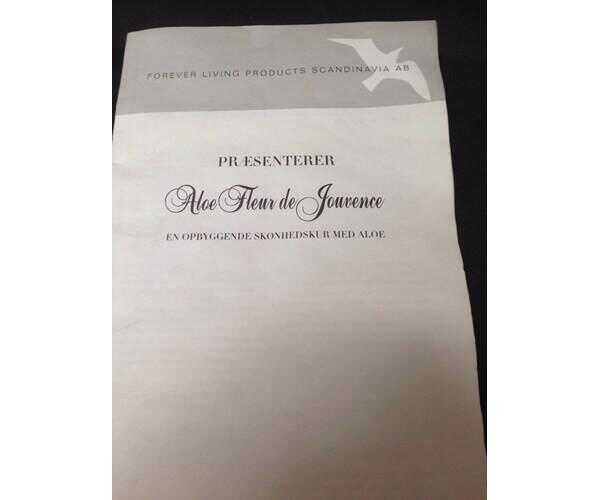 FOREVER LIVING PRODUCTS SCANDINAVIA AB
PRÆSENTERER
Aloe Fleur de Jouvence
EN OPBYGGENDE SKØNHEDSKUR MED ALOE